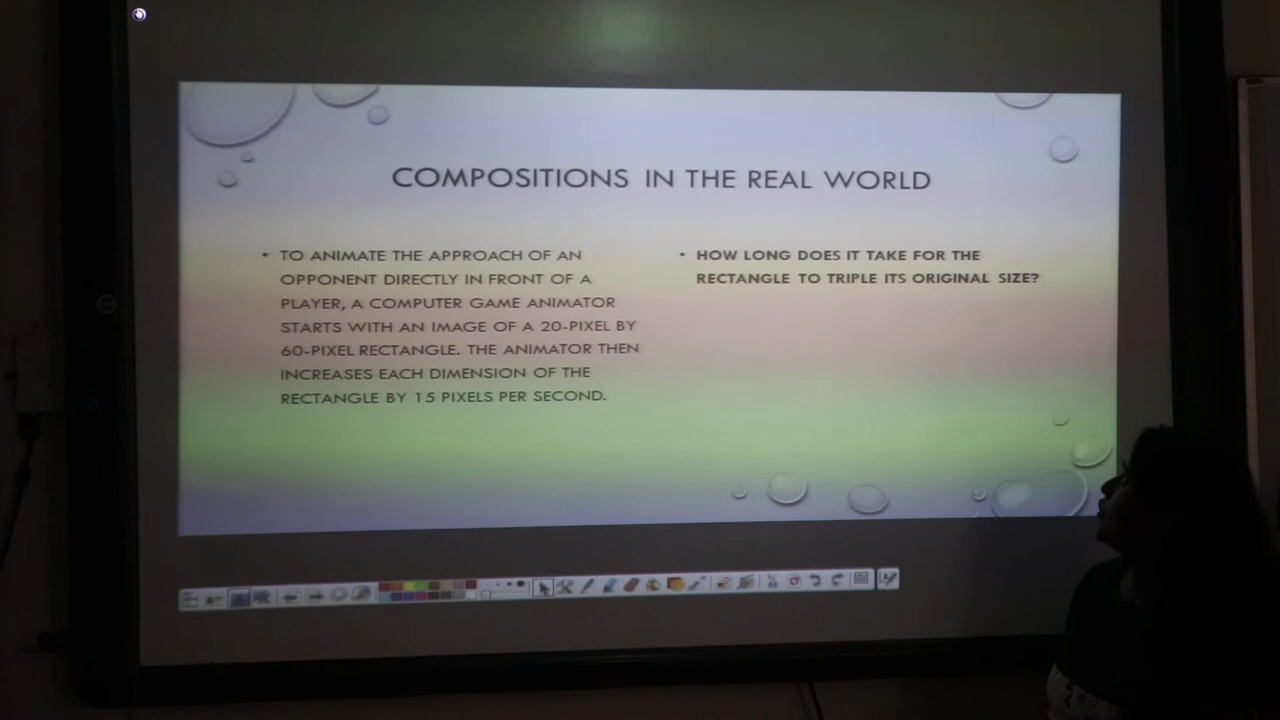 COMPOSITIONS IN THE REAL WORLD
• TO ANIMATE THE APPROACH OF AN
OPPONENT DIRECTLY IN FRONT OF A
PLAYER, A COMPUTER GAME ANIMATOR
STARTS WITH AN IMAGE OF A 20-PIXEL BY
60-PIXEL RECTANGLE. THE ANIMATOR THEN
INCREASES EACH DIMENSION OF THE
RECTANGLE BY 15 PIXELS PER SECOND.
• HOW LONG DOES IT TAKE FOR THE
RECTANGLE TO TRIPLE ITS ORIGINAL SIZE?